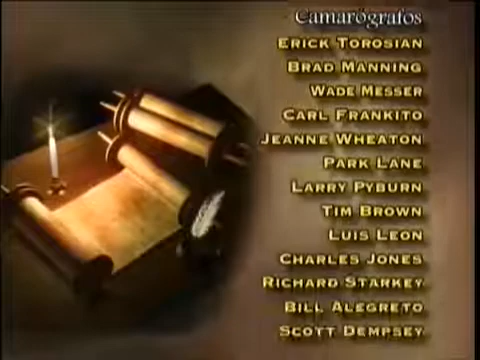 Camarógrafos
ERICK TOROSIAN
BRAD MANNING
WADE MESSER
CARL FRANKITO
JEANNE WHEATON
PARK LANE
LARRY PYBURN
TIM BROWN
LUIS LEON
CHARLES JONES
RICHARD STARKEY
BILL ALEGRETO
SCOTT DEMPSEY